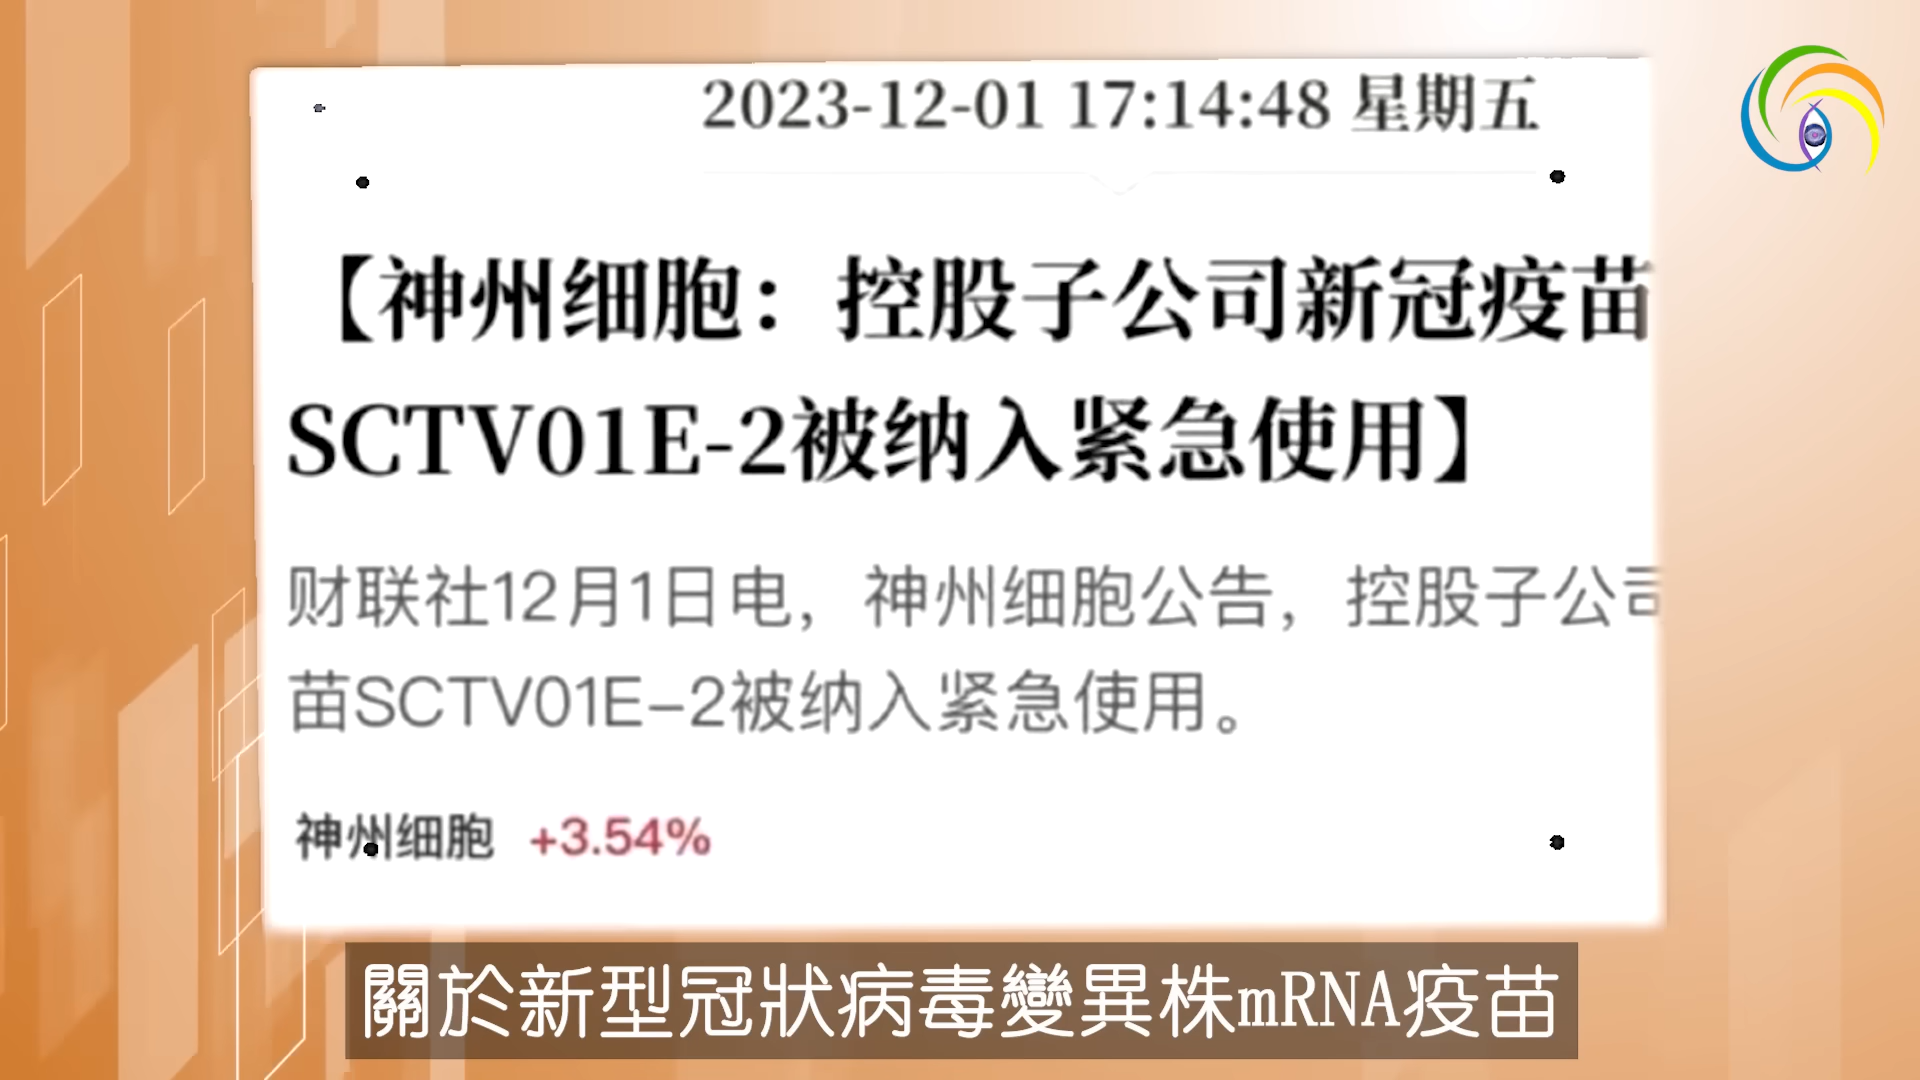 2023-12-01 17:14:48 星期五
【神州细胞：控股子公司新冠疫苗
SCTV01E-2被纳入紧急使用】
财联社12月1日电，神州细胞公告，控股子公司
苗SCTV01E-2被纳入紧急使用。
神州细胞 +3.54%
關於新型冠狀病毒變異株mRNA疫苗